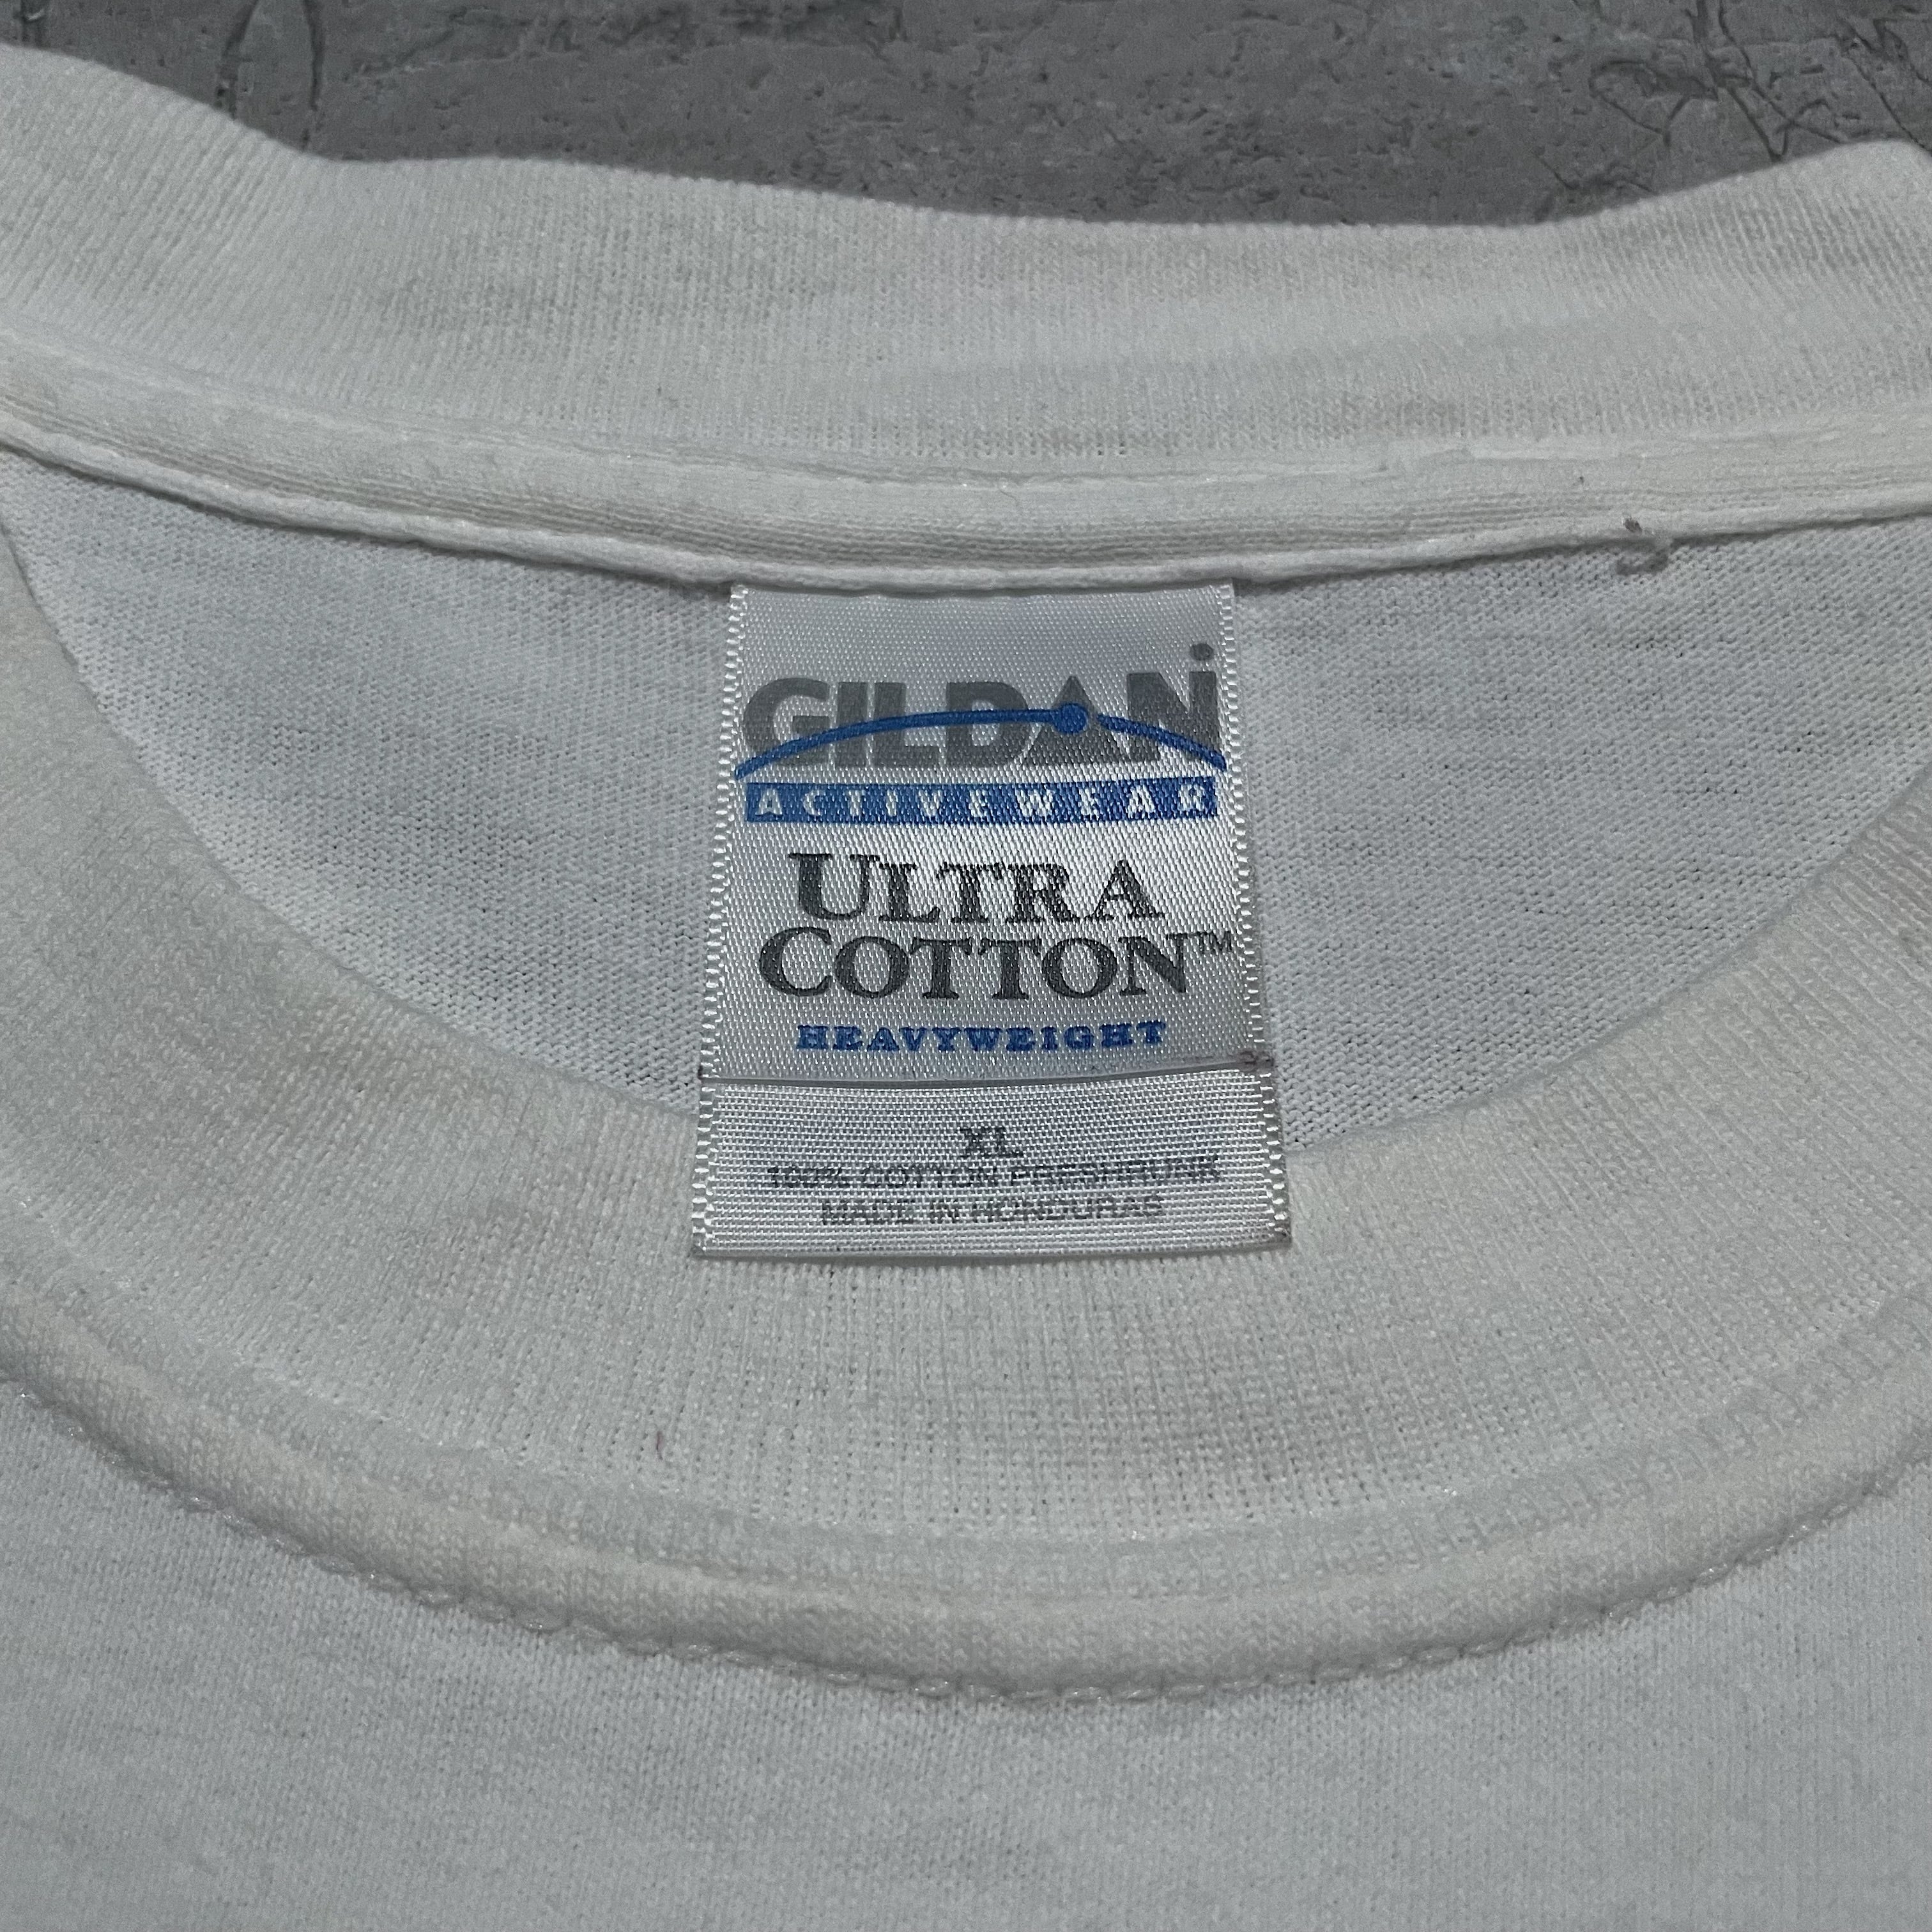 GILDAN
ACTIVEWEAR
ULTRA
COTTON™
HEAVYWEIGHT
XL
100% COTTON PRESHRUNK
MADE IN HONDURAS